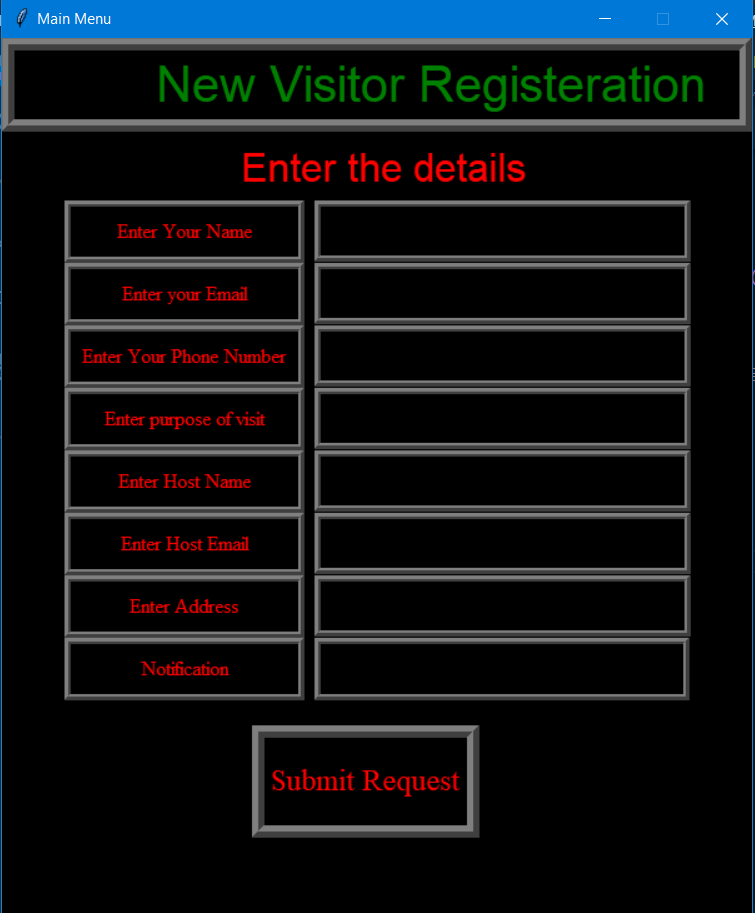 Main Menu
New Visitor Registeration
Enter the details
Enter Your Name
Enter your Email
Enter Your Phone Number
Enter purpose of visit
Enter Host Name
Enter Host Email
Enter Address
Notification
Submit Request